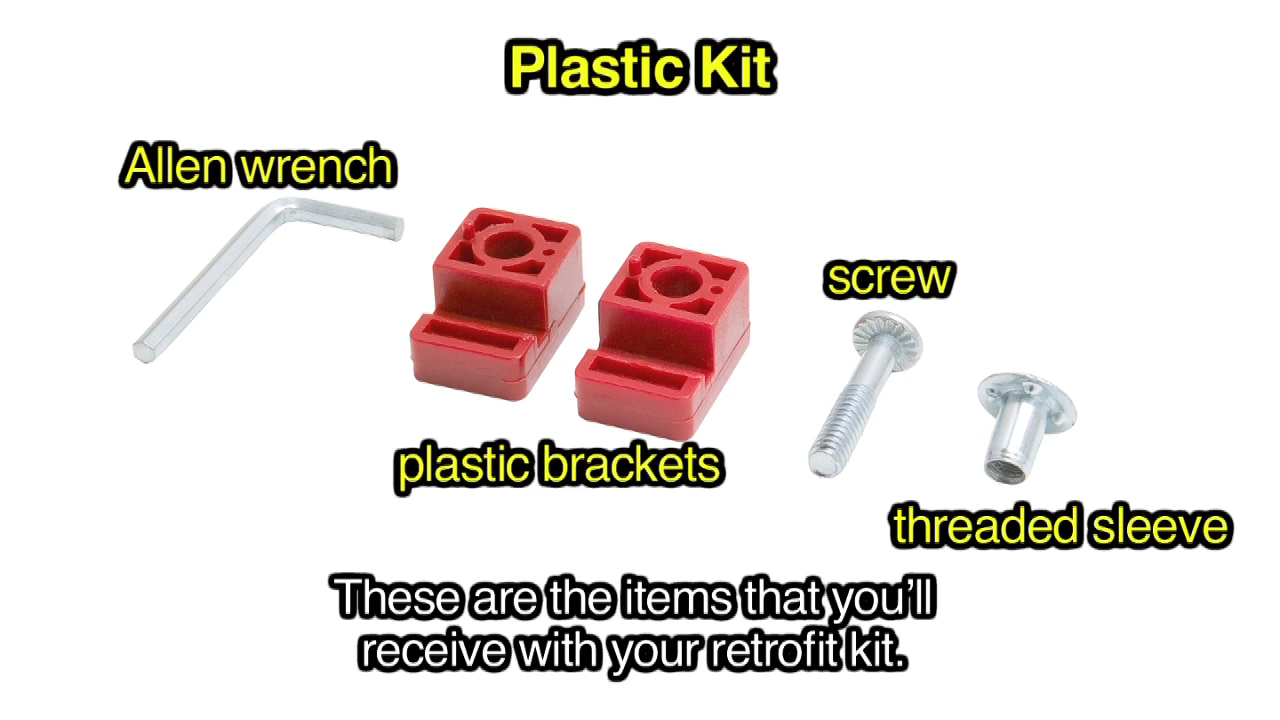 Plastic Kit
Allen wrench
screw
plastic brackets
threaded sleeve
These are the items that you'll
receive with your retrofit kit.